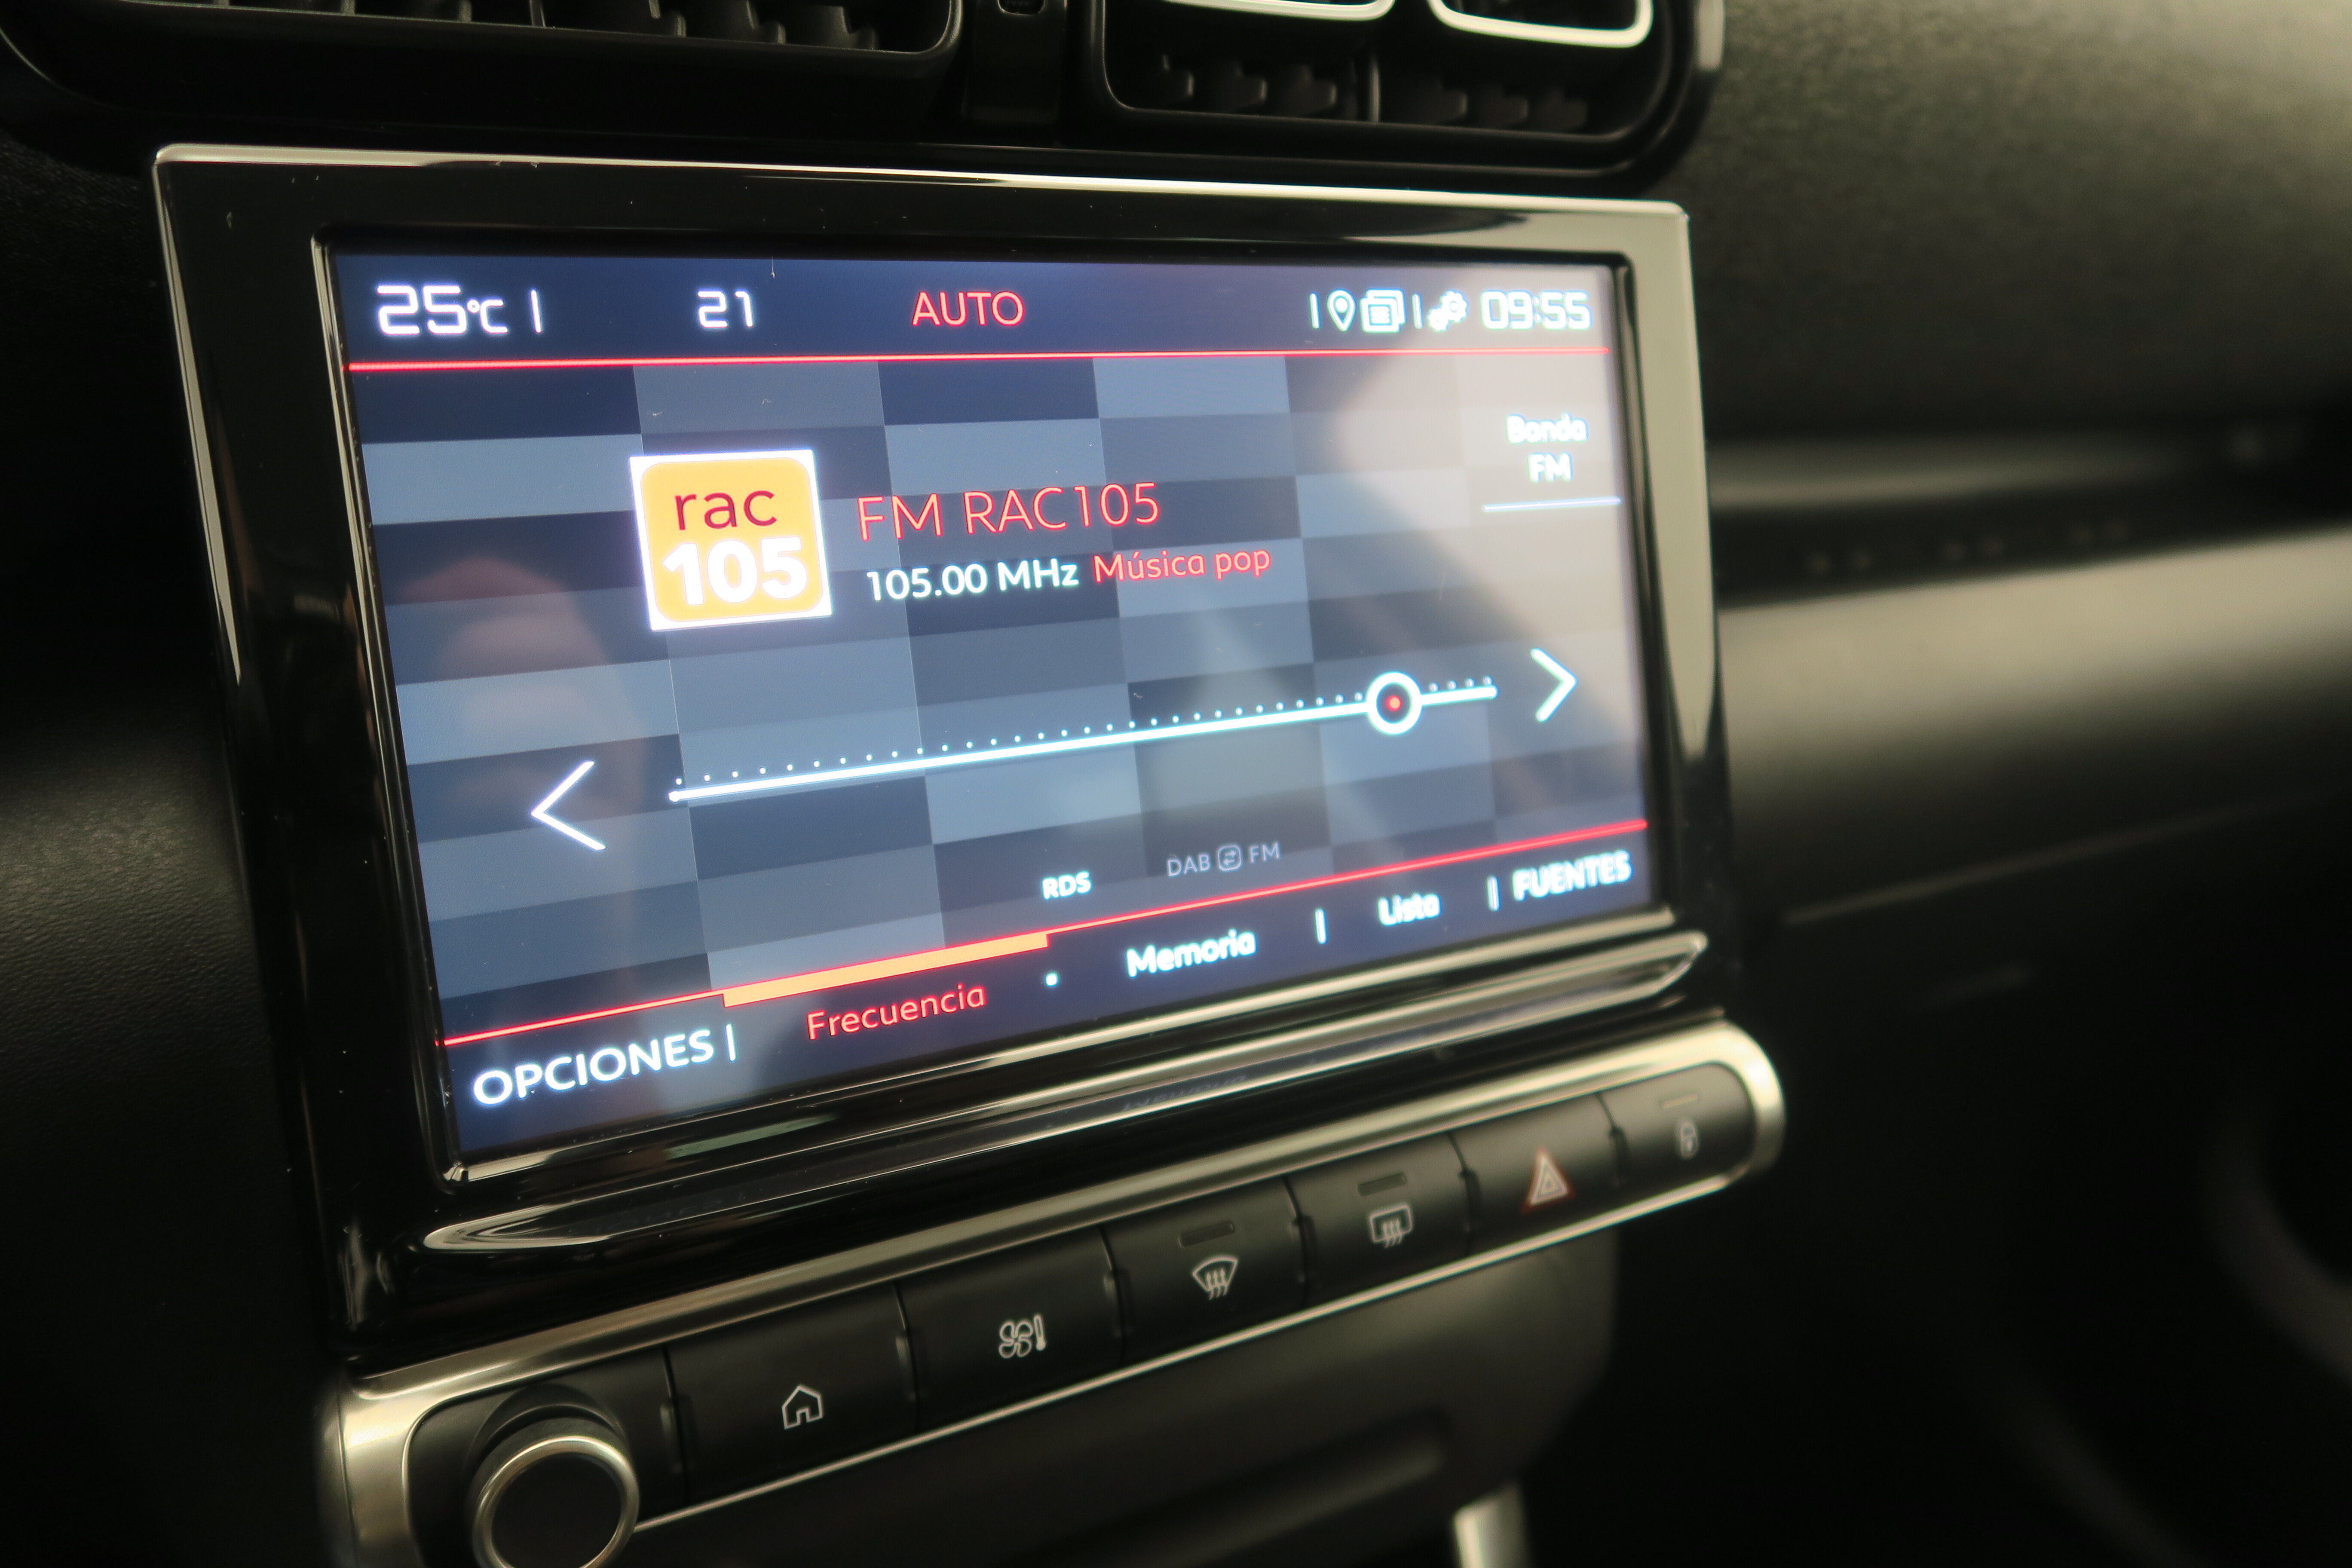 25°C | 21 AUTO 09:55
Banda
FM
rac
105
FM RAC105
105.00 MHz Música pop
RDS DAB FM
OPCIONES | Frecuencia Memoria | Lista | FUENTES